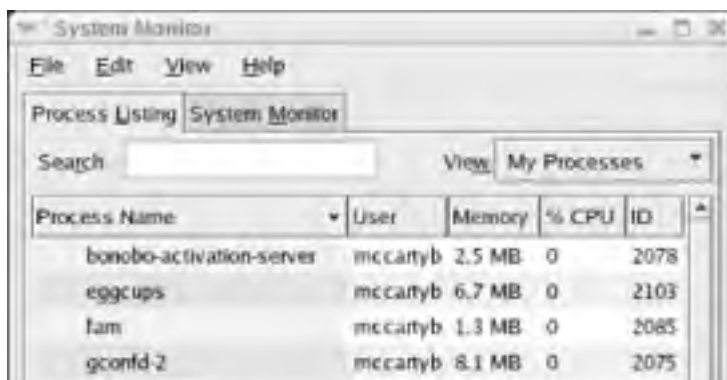 System Monitor
File Edit View Help
Process Listing System Monitor
Search View My Processes
Process Name User Memory % CPU ID
bonobo-activation-server mccartyb 2.5 MB 0 2078
eggcups mccartyb 6.7 MB 0 2103
fam mccartyb 1.3 MB 0 2085
gconfd-2 mccartyb 8.1 MB 0 2075